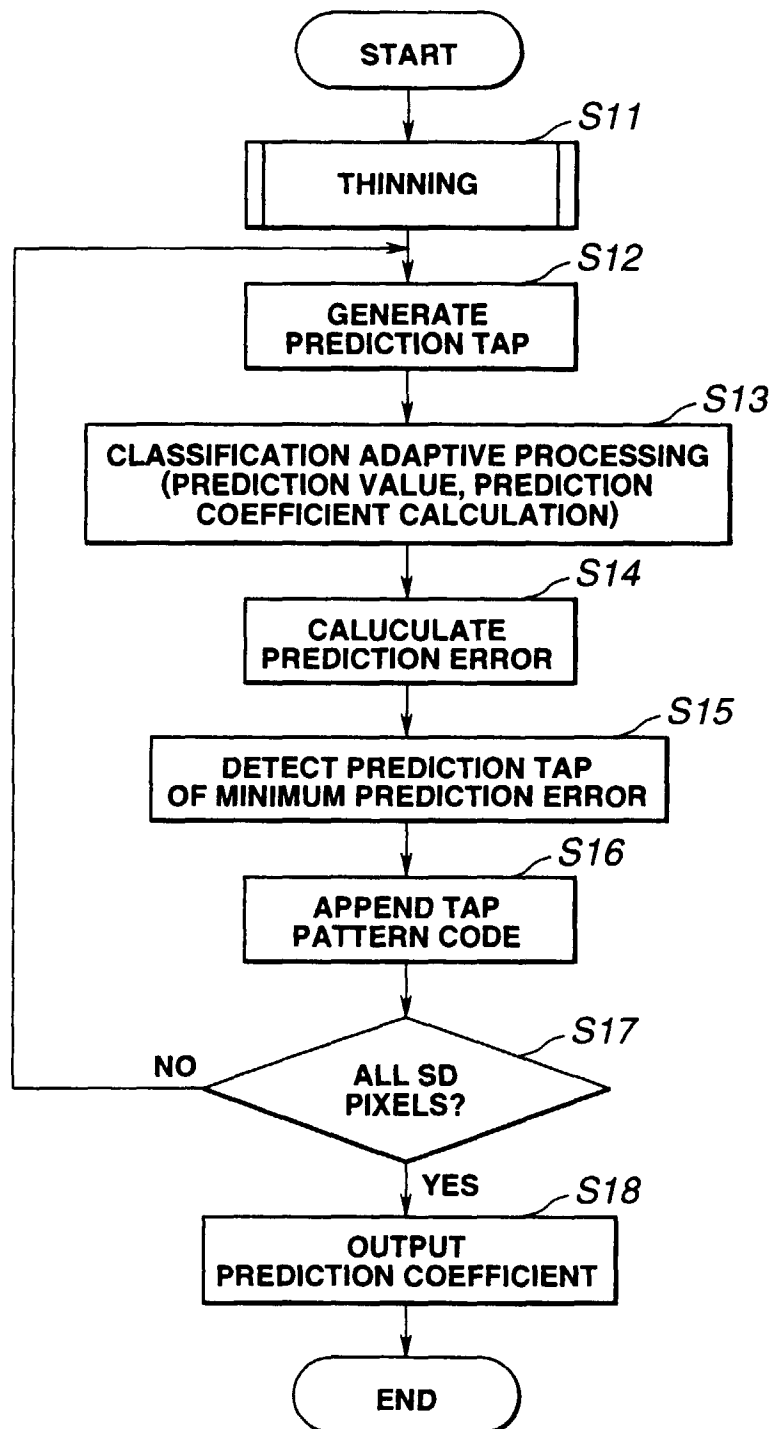 START
S11
THINNING
S12
GENERATE
PREDICTION TAP
S13
CLASSIFICATION ADAPTIVE PROCESSING
(PREDICTION VALUE, PREDICTION
COEFFICIENT CALCULATION)
S14
CALUCULATE
PREDICTION ERROR
S15
DETECT PREDICTION TAP
OF MINIMUM PREDICTION ERROR
S16
APPEND TAP
PATTERN CODE
S17
NO
ALL SD
PIXELS?
YES
S18
OUTPUT
PREDICTION COEFFICIENT
END